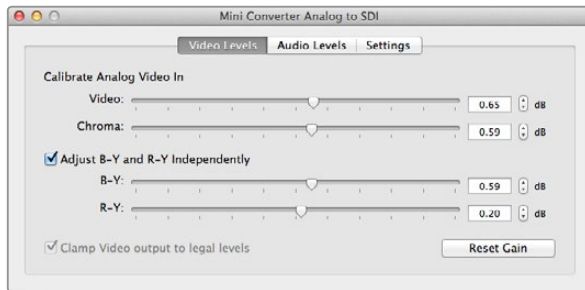 Mini Converter Analog to SDI
Video Levels Audio Levels Settings
Calibrate Analog Video In
Video: 0.65 dB
Chroma: 0.59 dB
Adjust B-Y and R-Y Independently
B-Y: 0.59 dB
R-Y: 0.20 dB
Clamp Video output to legal levels Reset Gain